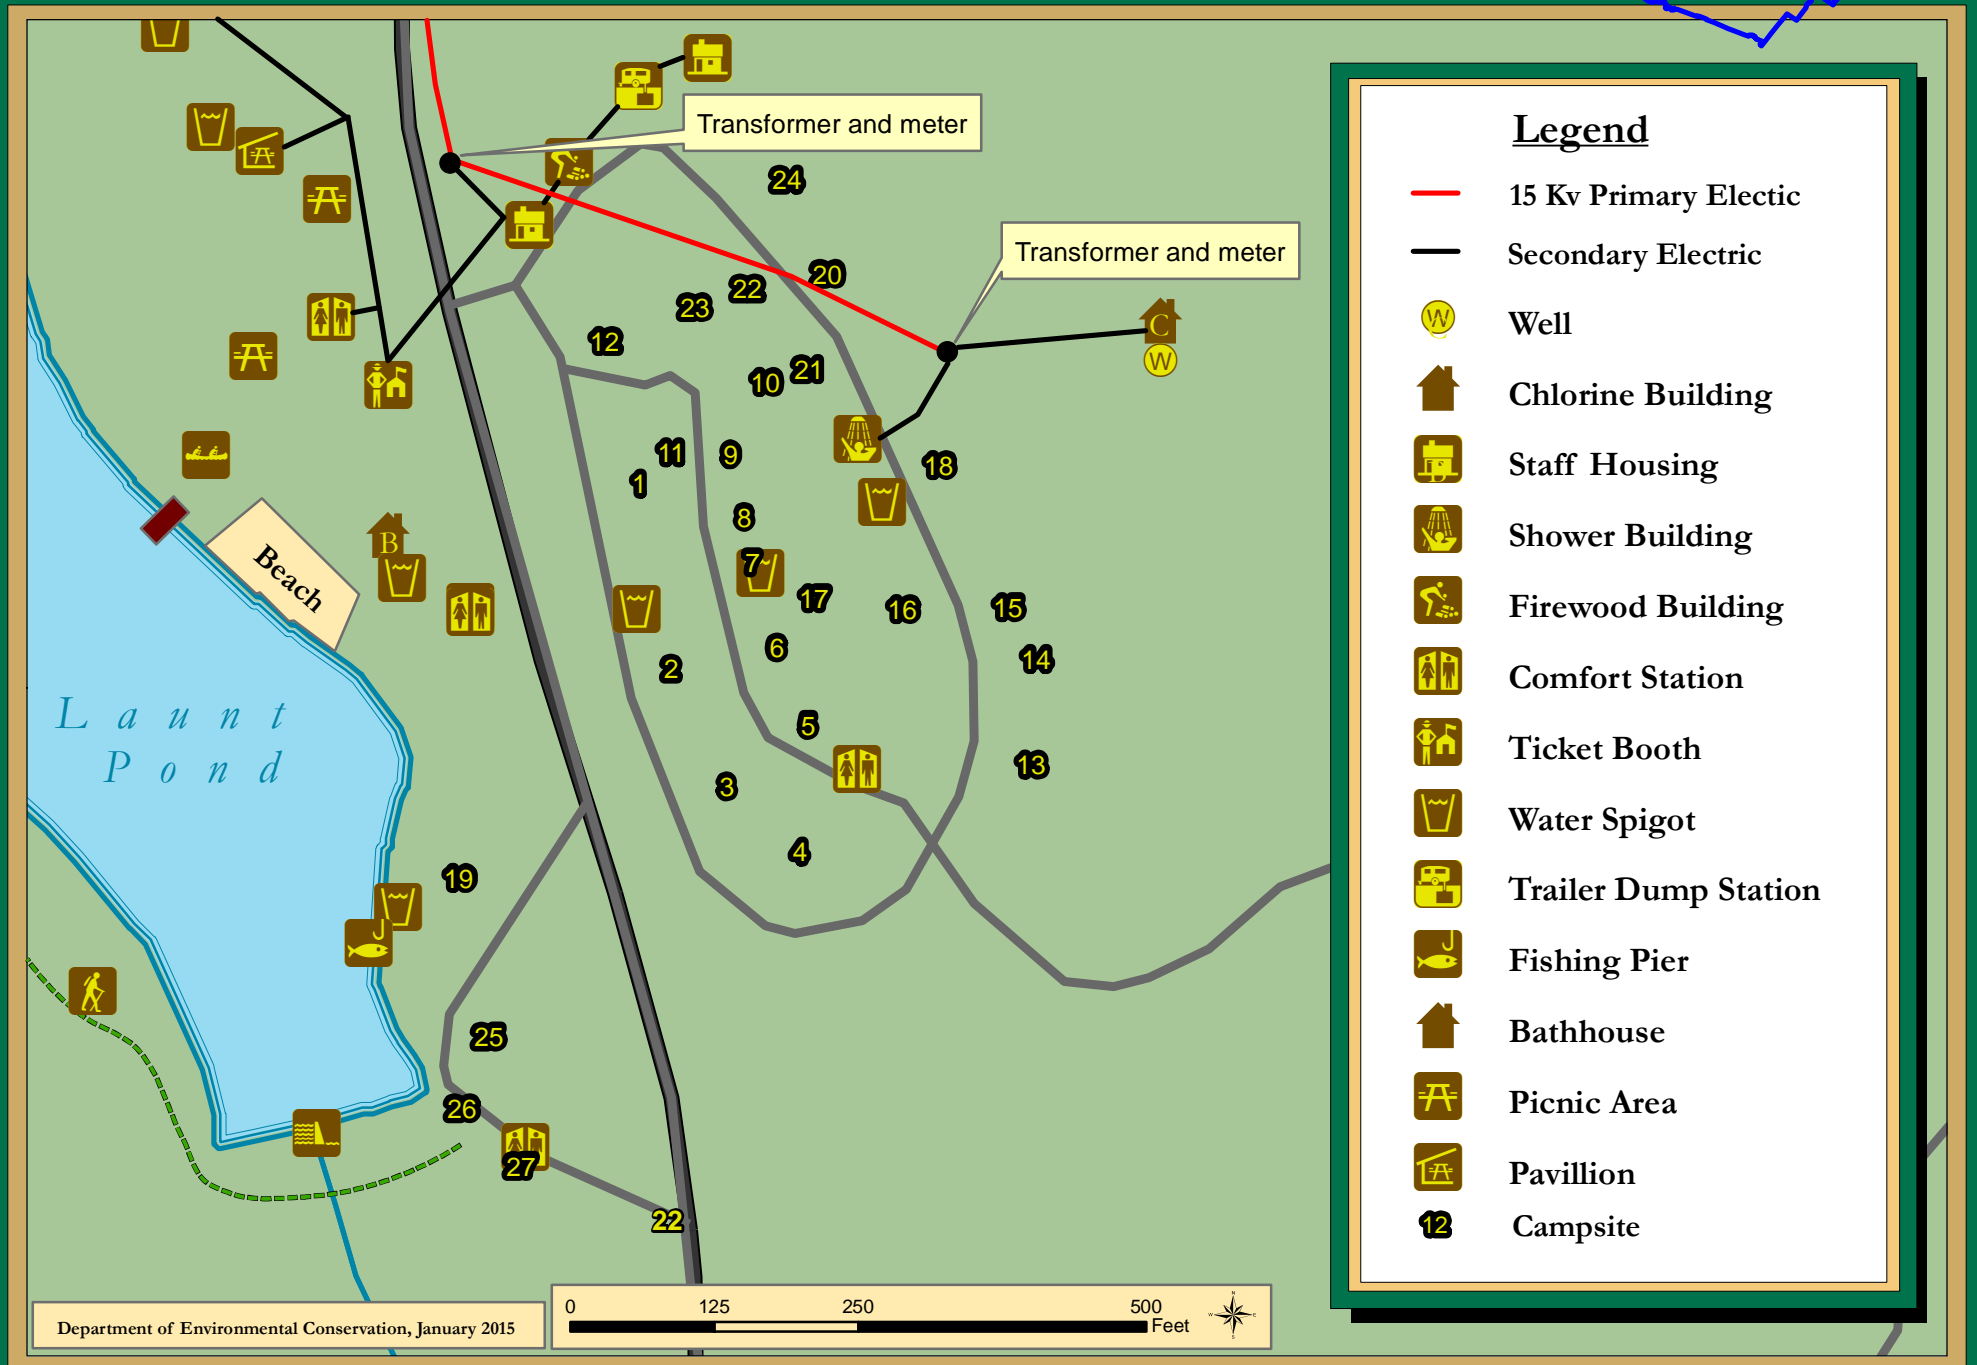 Transformer and meter
24
Transformer and meter
20
22
23
12
21
10
C
W
11
9
18
1
8
7
B
Beach
17
16
15
6
14
2
Launt
Pond
5
13
3
4
19
25
26
27
22
Legend
15 Kv Primary Electic
Secondary Electric
W
Well
Chlorine Building
Staff Housing
Shower Building
Firewood Building
Comfort Station
Ticket Booth
Water Spigot
Trailer Dump Station
Fishing Pier
Bathhouse
Picnic Area
Pavillion
12 Campsite
Department of Environmental Conservation, January 2015
0 125 250 500
Feet
N
W E
S